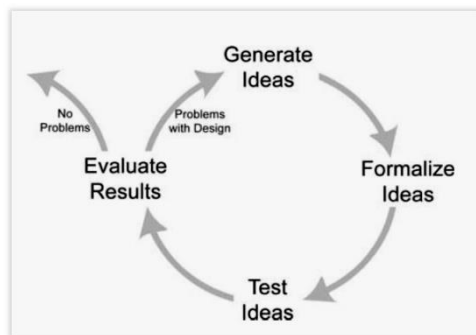 Generate
Ideas
No
Problems
Problems
with Design
Evaluate
Results
Formalize
Ideas
Test
Ideas